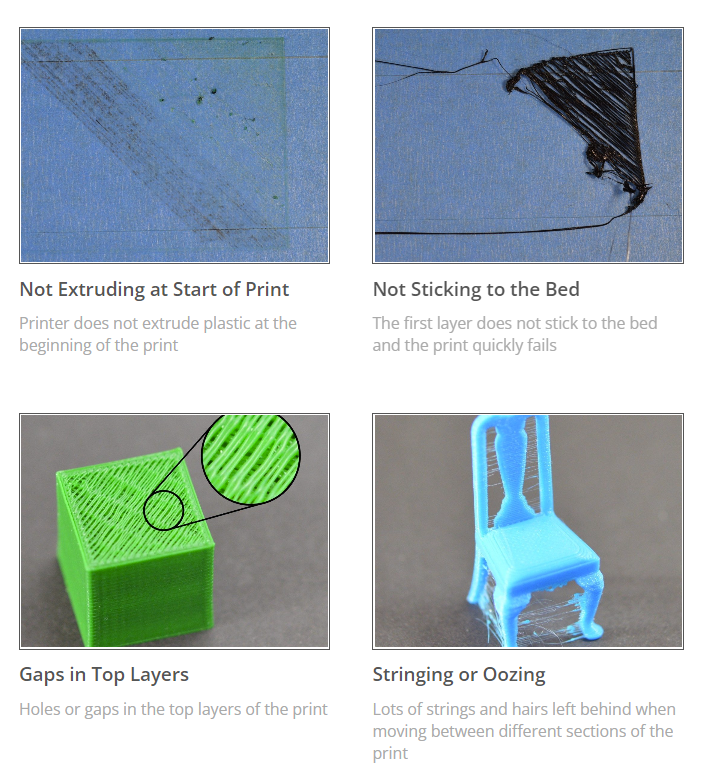 Not Extruding at Start of Print
Printer does not extrude plastic at the
beginning of the print
Not Sticking to the Bed
The first layer does not stick to the bed
and the print quickly fails
Gaps in Top Layers
Holes or gaps in the top layers of the print
Stringing or Oozing
Lots of strings and hairs left behind when
moving between different sections of the
print